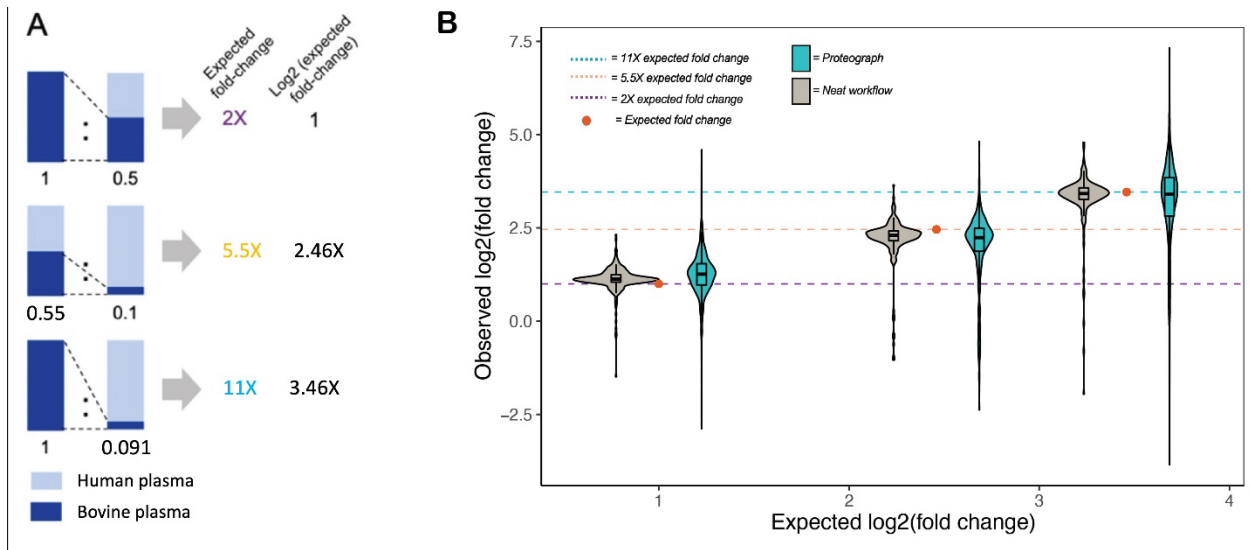 A
Expected
fold-change
Log2 (expected
fold-change)
1
:
0.5
2X
1
0.55
:
0.1
5.5X
2.46X
1
:
0.091
11X
3.46X
Human plasma
Bovine plasma
B
= 11X expected fold change
= 5.5X expected fold change
= 2X expected fold change
= Expected fold change
= Proteograph
= Neat workflow
Observed log2(fold change)
7.5
5.0
2.5
0.0
−2.5
1
2
3
4
Expected log2(fold change)